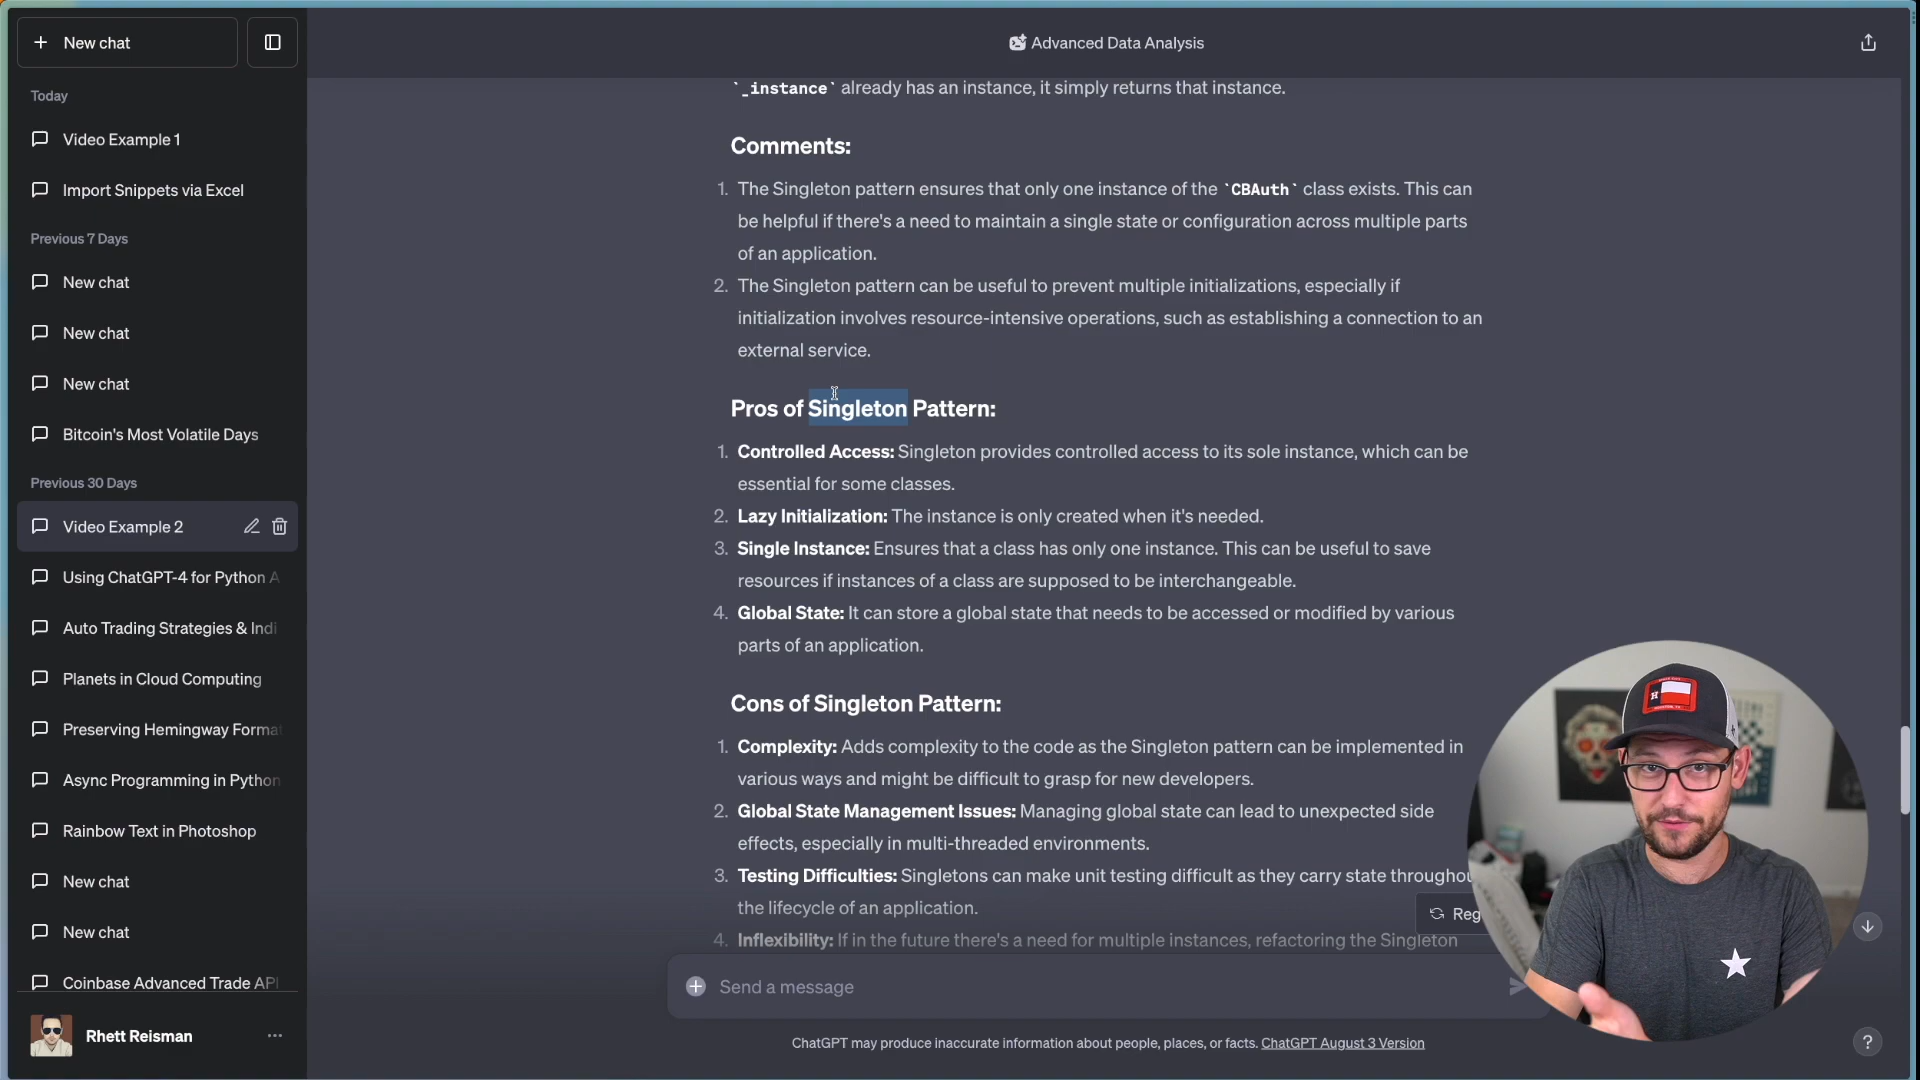 New chat
Today
Video Example 1
Import Snippets via Excel
Previous 7 Days
New chat
New chat
New chat
Bitcoin's Most Volatile Days
Previous 30 Days
Video Example 2
Using ChatGPT-4 for Python A
Auto Trading Strategies & Indi
Planets in Cloud Computing
Preserving Hemingway Format
Async Programming in Python
Rainbow Text in Photoshop
New chat
New chat
Coinbase Advanced Trade API
Rhett Reisman
Advanced Data Analysis
`_instance` already has an instance, it simply returns that instance.
Comments:
1. The Singleton pattern ensures that only one instance of the `CBAuth` class exists. This can
be helpful if there's a need to maintain a single state or configuration across multiple parts
of an application.
2. The Singleton pattern can be useful to prevent multiple initializations, especially if
initialization involves resource-intensive operations, such as establishing a connection to an
external service.
Pros of Singleton Pattern:
1. Controlled Access: Singleton provides controlled access to its sole instance, which can be
essential for some classes.
2. Lazy Initialization: The instance is only created when it's needed.
3. Single Instance: Ensures that a class has only one instance. This can be useful to save
resources if instances of a class are supposed to be interchangeable.
4. Global State: It can store a global state that needs to be accessed or modified by various
parts of an application.
Cons of Singleton Pattern:
1. Complexity: Adds complexity to the code as the Singleton pattern can be implemented in
various ways and might be difficult to grasp for new developers.
2. Global State Management Issues: Managing global state can lead to unexpected side
effects, especially in multi-threaded environments.
3. Testing Difficulties: Singletons can make unit testing difficult as they carry state throughou
the lifecycle of an application.
4. Inflexibility: If in the future there's a need for multiple instances, refactoring the Singleton
Reg
Send a message
ChatGPT may produce inaccurate information about people, places, or facts. ChatGPT August 3 Version
?